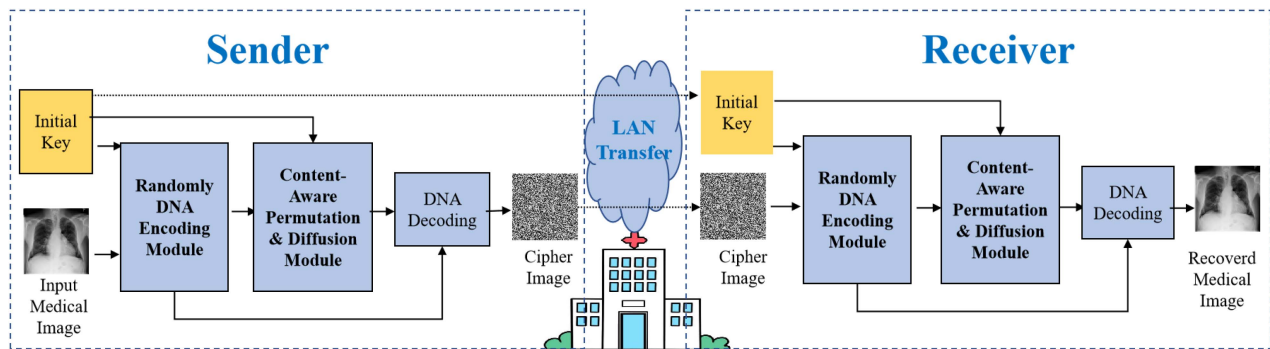 Sender
Initial
Key
Input
Medical
Image
Randomly
DNA
Encoding
Module
Content-
Aware
Permutation
& Diffusion
Module
DNA
Decoding
Cipher
Image
LAN
Transfer
Receiver
Initial
Key
Cipher
Image
Randomly
DNA
Encoding
Module
Content-
Aware
Permutation
& Diffusion
Module
DNA
Decoding
Recoverd
Medical
Image